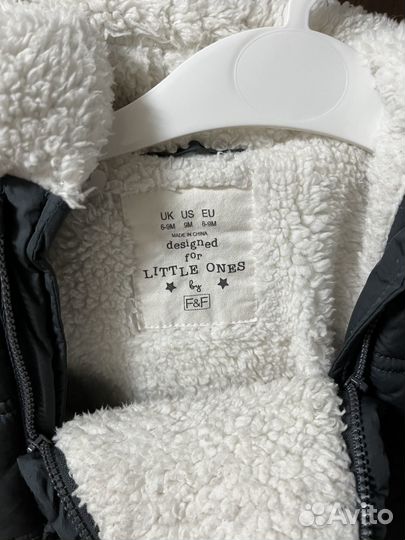 UK US EU
6-9M 9M 6-9M
MADE IN CHINA
designed
for
LITTLE ONES
by
F&F
Avito